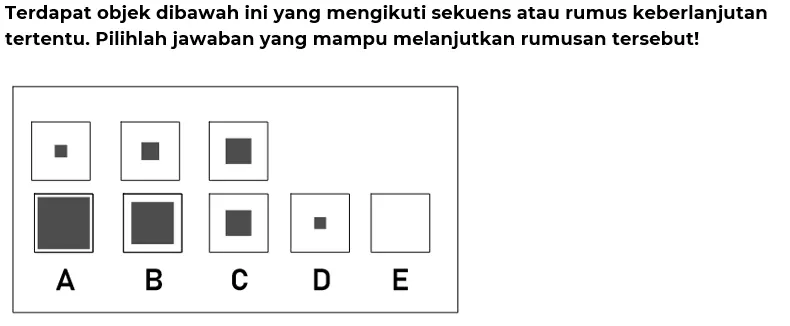 Terdapat objek dibawah ini yang mengikuti sekuens atau rumus keberlanjutan
tertentu. Pilihlah jawaban yang mampu melanjutkan rumusan tersebut!
A B C D E